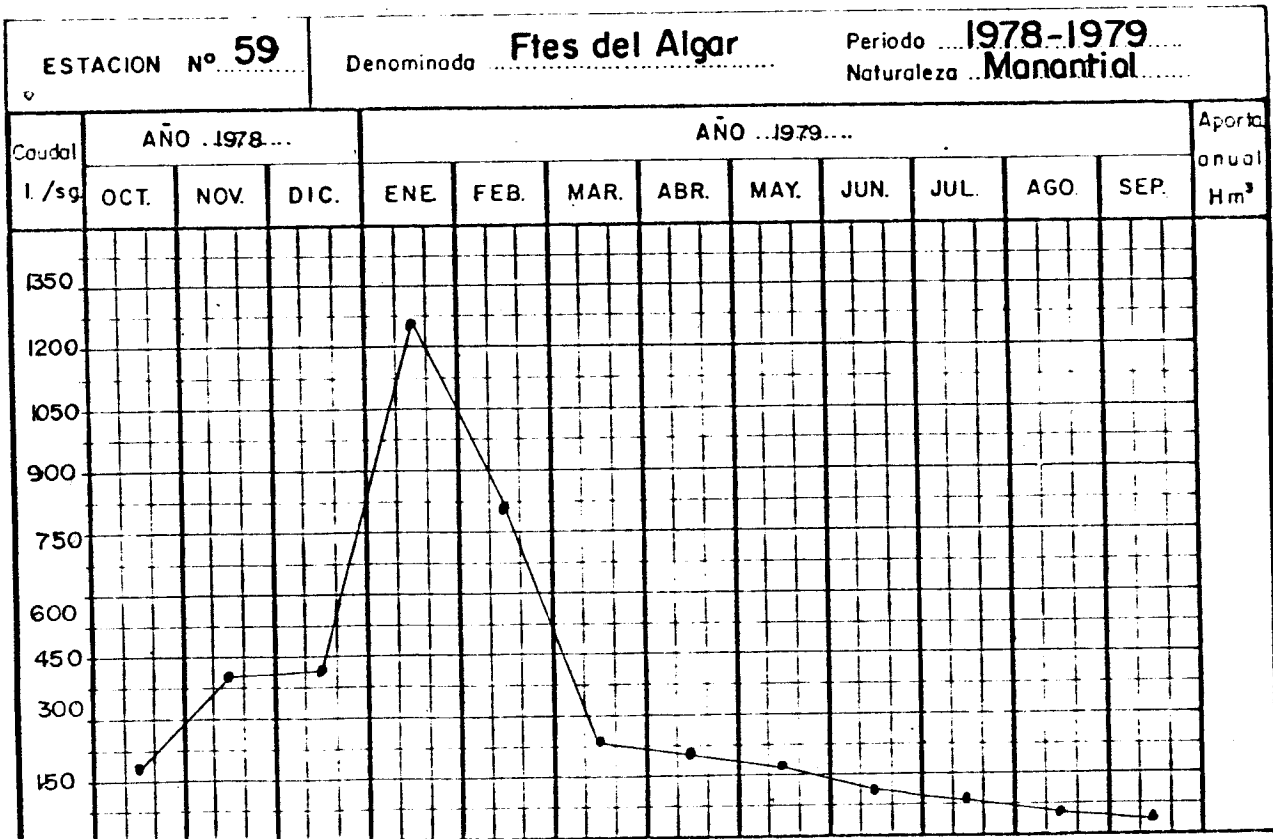 ESTACION Nº 59
Denominada Ftes del Algar
Periodo 1978-1979
Naturaleza Manantial
Caudal
l./sg
AÑO 1978
AÑO 1979
Aporta
anual
Hm³
OCT. NOV. DIC. ENE FEB. MAR. ABR. MAY. JUN. JUL. AGO. SEP.
1350
1200
1050
900
750
600
450
300
150